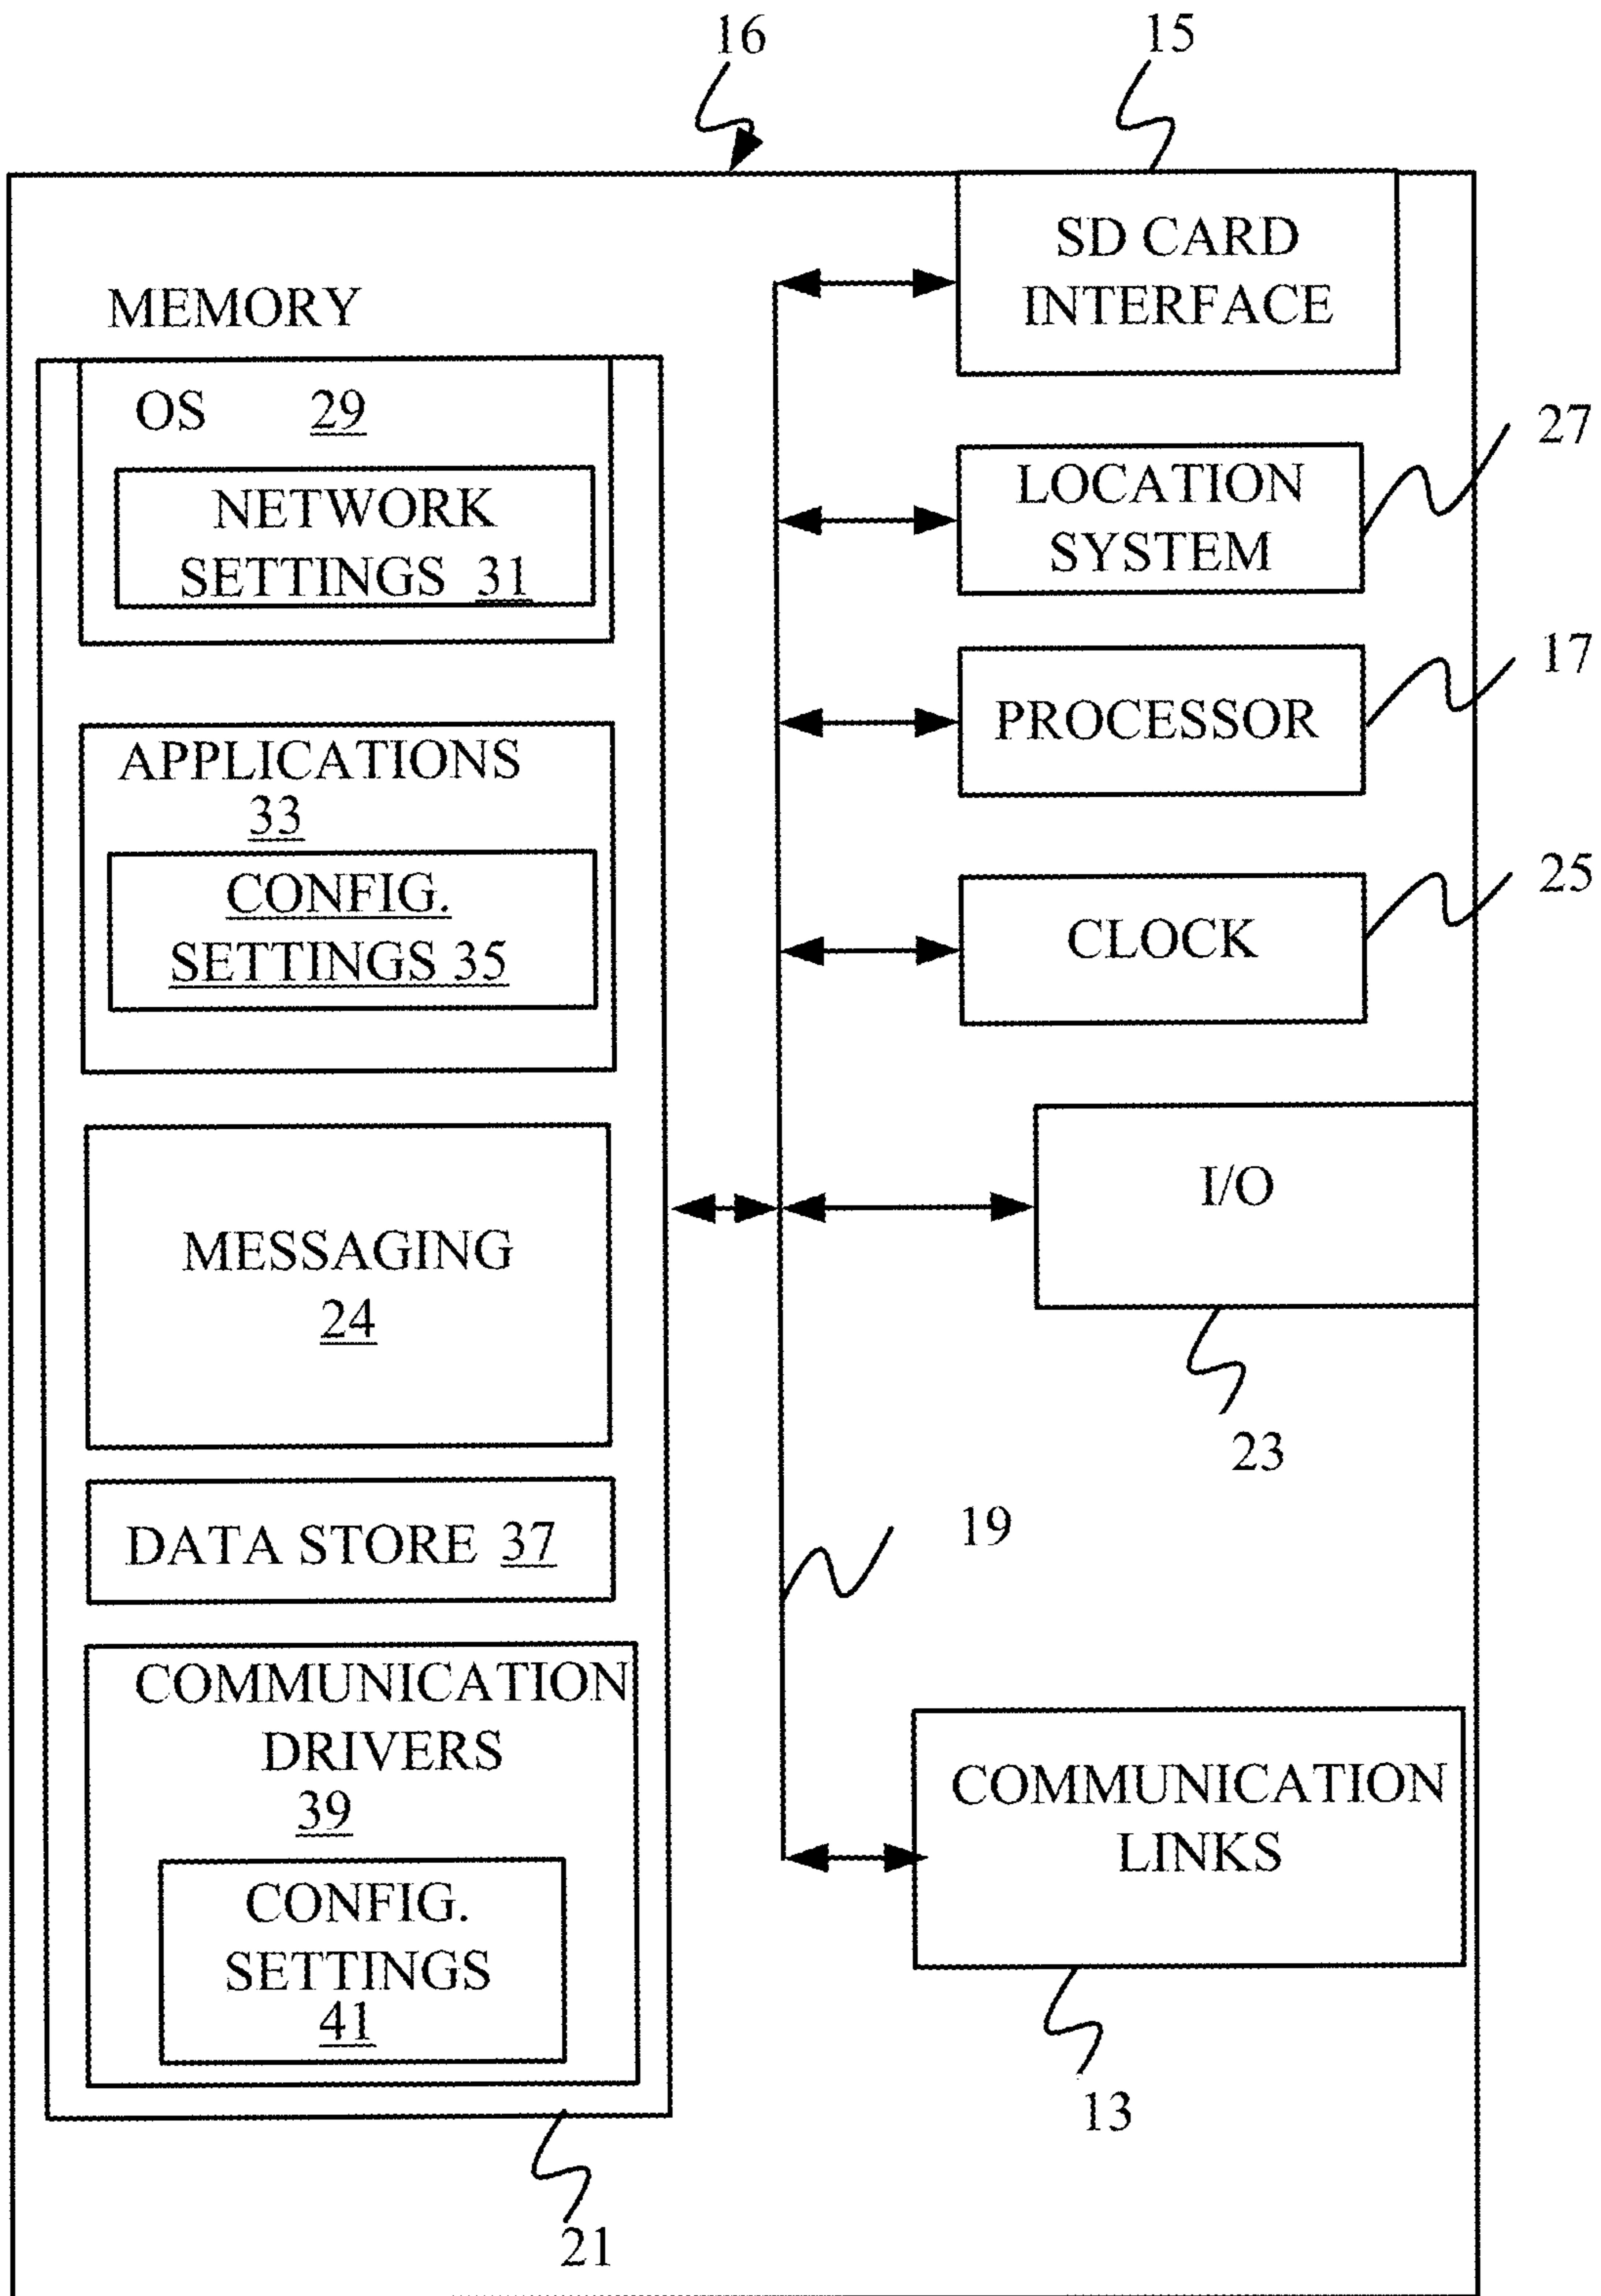 16
15
SD CARD
INTERFACE
MEMORY
OS 29
NETWORK
SETTINGS 31
27
LOCATION
SYSTEM
17
PROCESSOR
APPLICATIONS
33
CONFIG.
SETTINGS 35
25
CLOCK
MESSAGING
24
I/O
23
DATA STORE 37
19
COMMUNICATION
DRIVERS
39
CONFIG.
SETTINGS
41
COMMUNICATION
LINKS
13
21